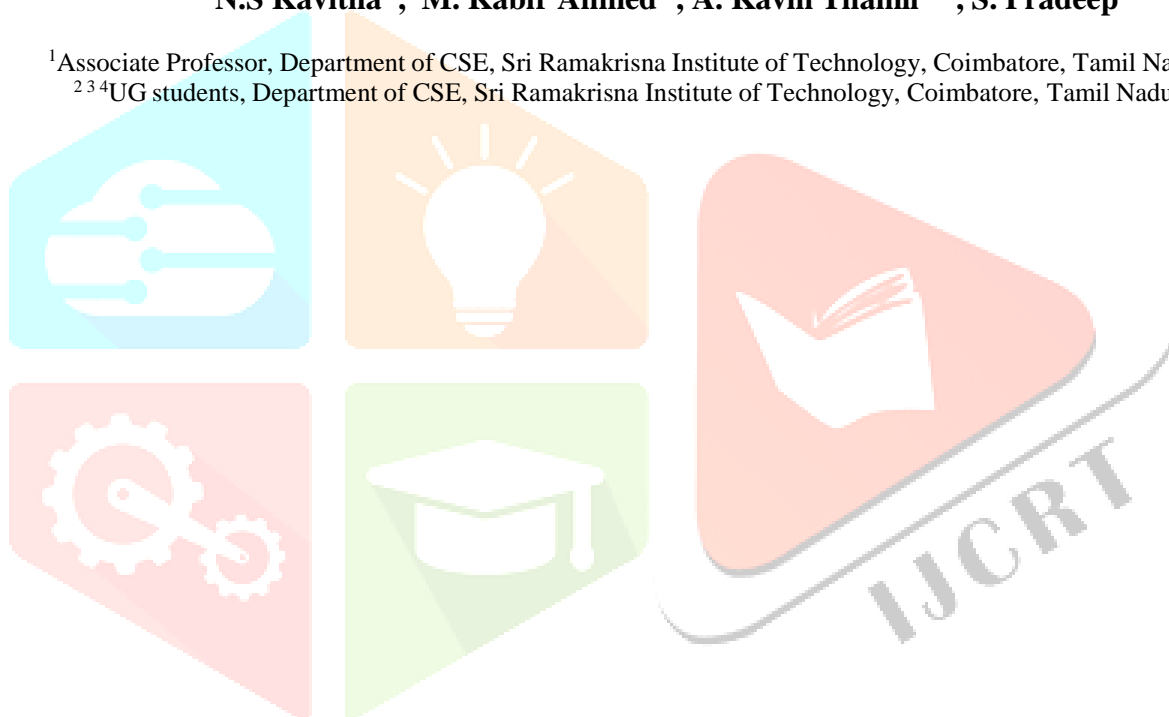 N.S Kavitha , M. Kabir Ahmed , A. Kavin Thamil , S. Pradeep
¹Associate Professor, Department of CSE, Sri Ramakrisna Institute of Technology, Coimbatore, Tamil Na
² ³ ⁴UG students, Department of CSE, Sri Ramakrisna Institute of Technology, Coimbatore, Tamil Nadu
IJCRT